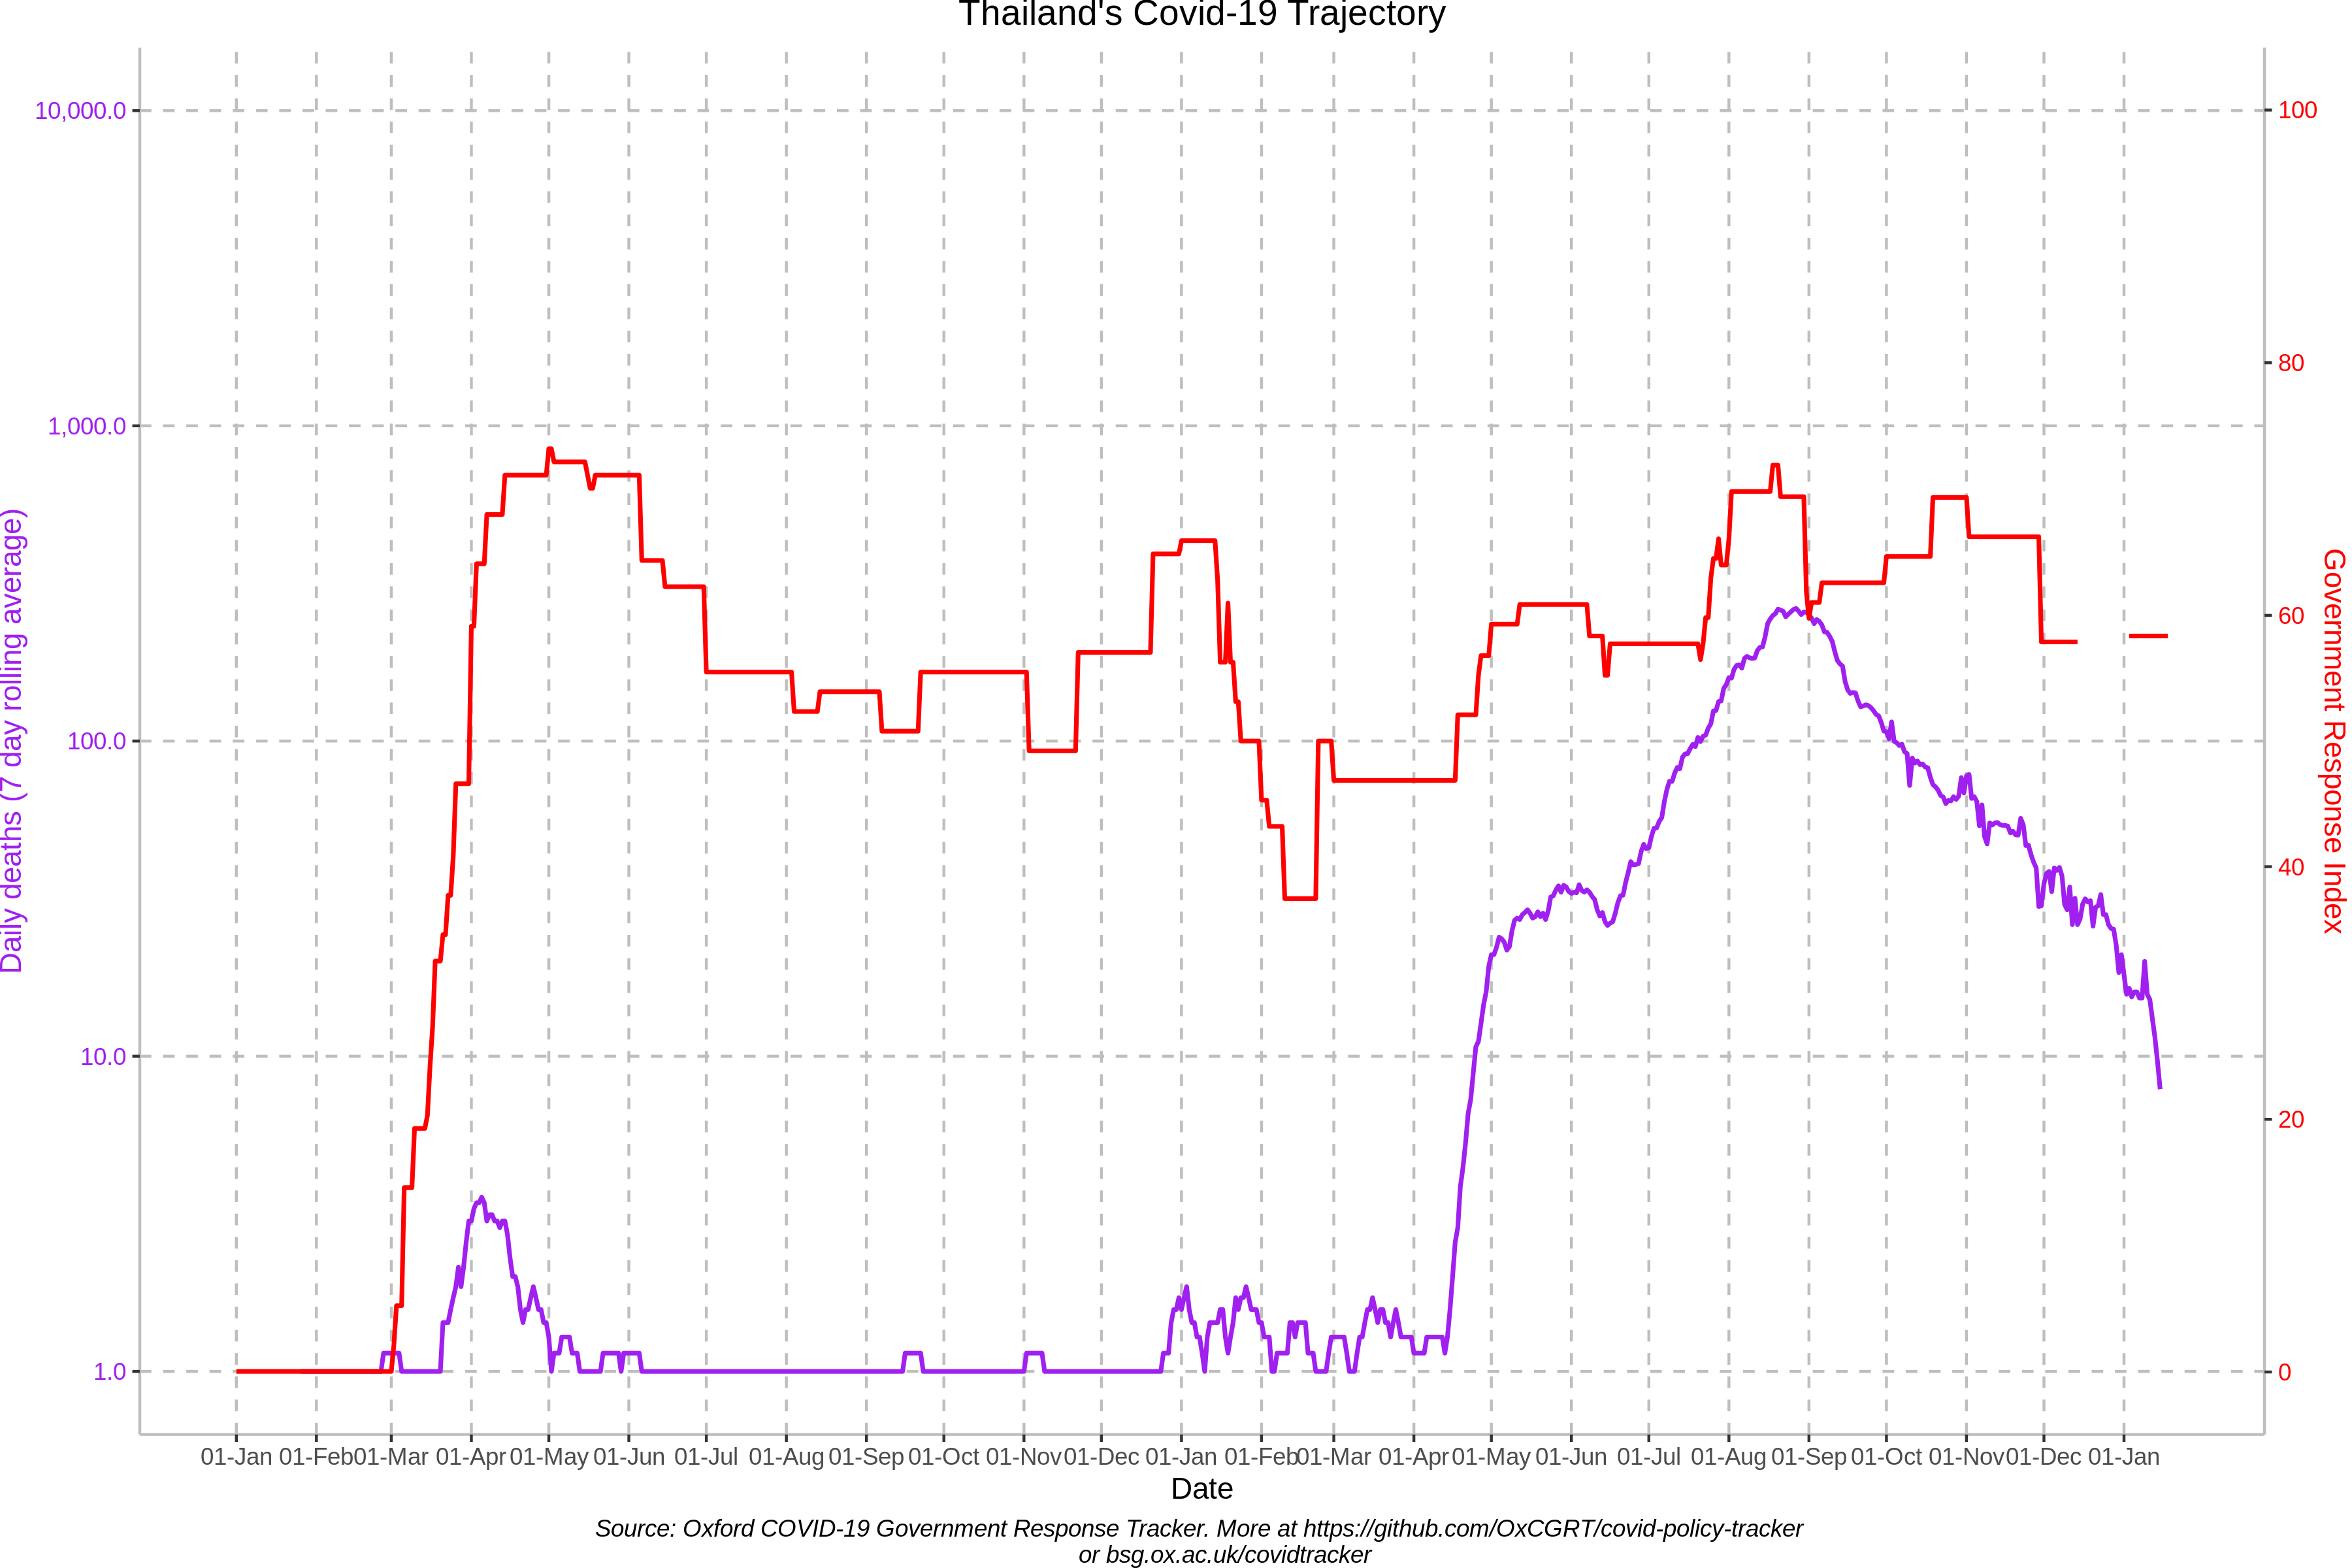 Thailand's Covid-19 Trajectory
10,000.0
1,000.0
100.0
10.0
1.0
Daily deaths (7 day rolling average)
100
80
60
40
20
0
Government Response Index
01-Jan 01-Feb 01-Mar 01-Apr 01-May 01-Jun 01-Jul 01-Aug 01-Sep 01-Oct 01-Nov 01-Dec 01-Jan 01-Feb 01-Mar 01-Apr 01-May 01-Jun 01-Jul 01-Aug 01-Sep 01-Oct 01-Nov 01-Dec 01-Jan
Date
Source: Oxford COVID-19 Government Response Tracker. More at https://github.com/OxCGRT/covid-policy-tracker
or bsg.ox.ac.uk/covidtracker